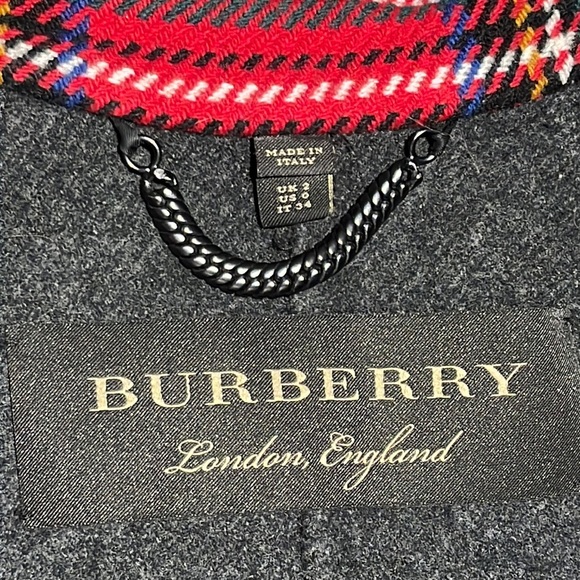 MADE IN
ITALY
UK 2
US 0
IT 34
BURBERRY
London, England